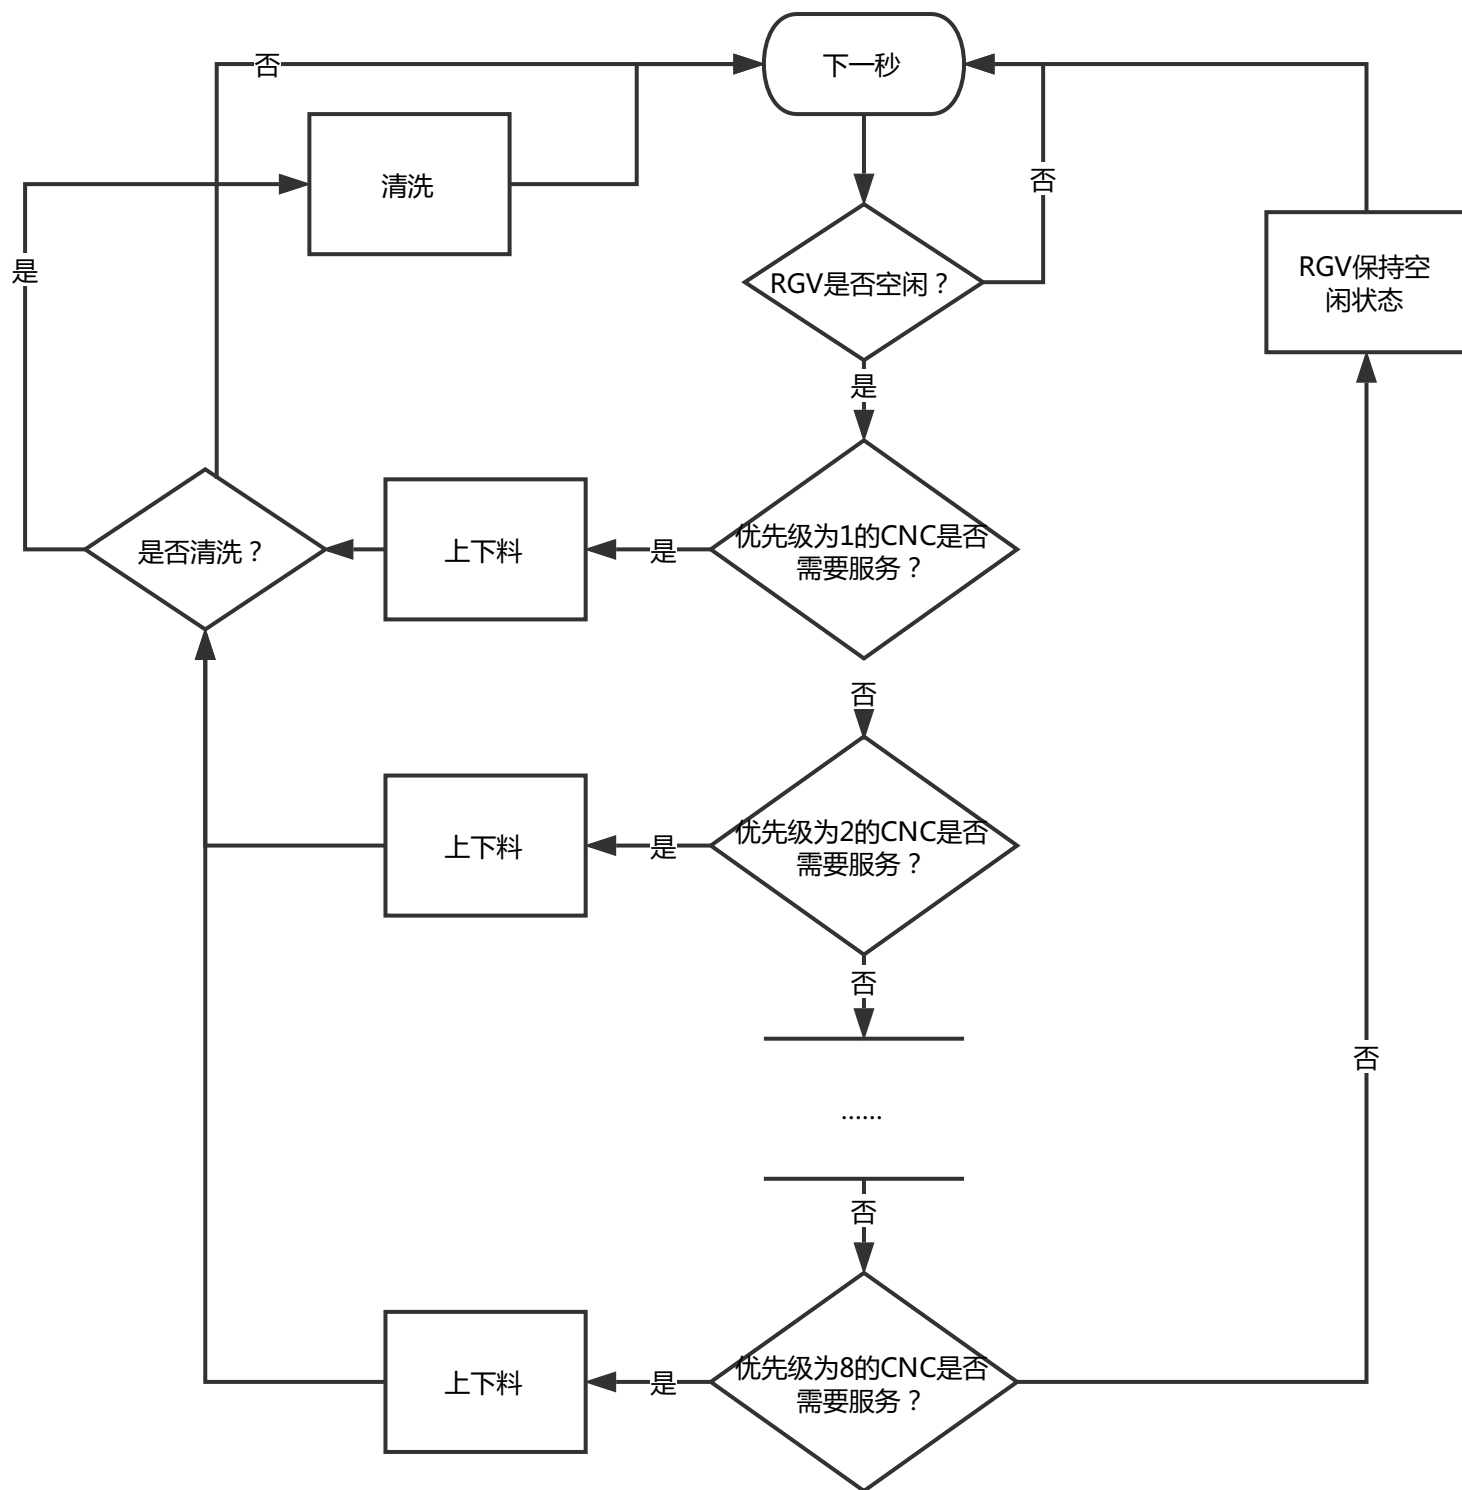 下一秒
否
清洗
否
是
RGV是否空闲？
RGV保持空
闲状态
是
是否清洗？
上下料
是
优先级为1的CNC是否
需要服务？
否
上下料
是
优先级为2的CNC是否
需要服务？
否
否
......
否
上下料
是
优先级为8的CNC是否
需要服务？